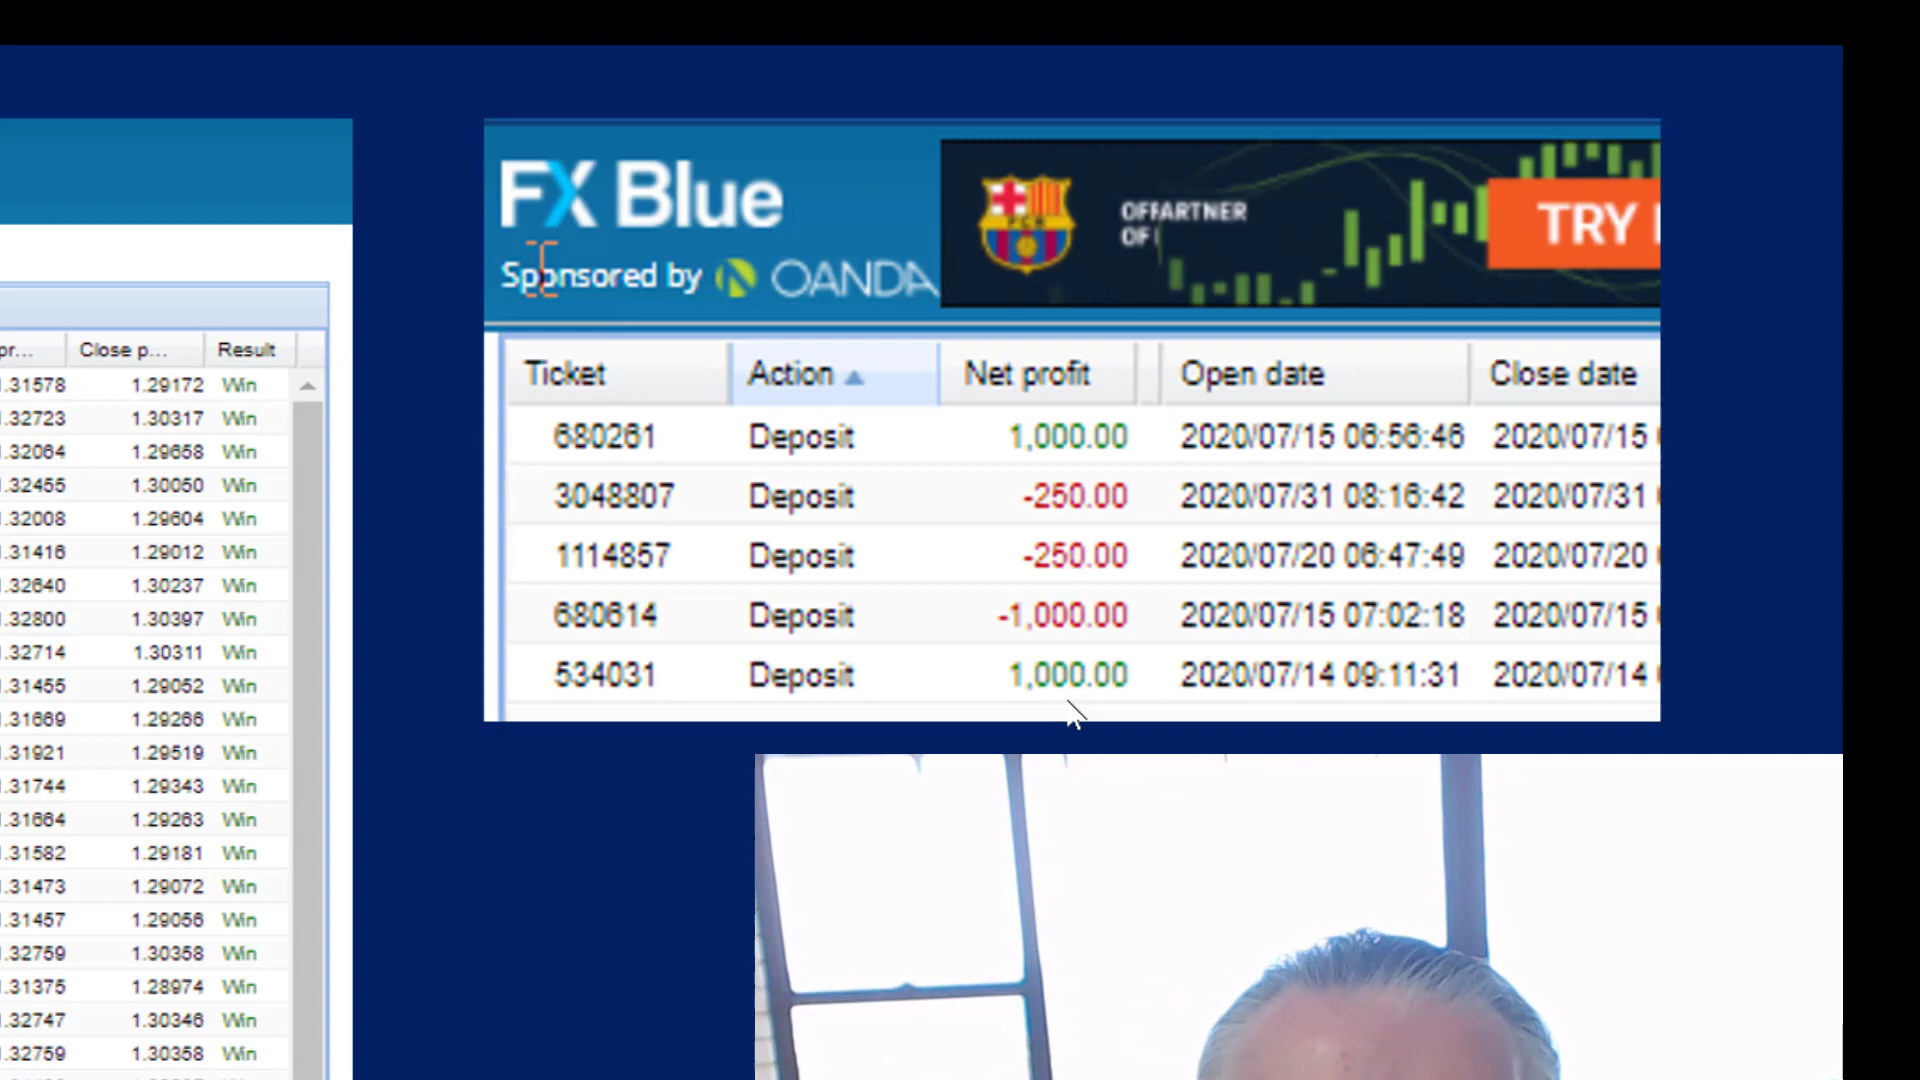 pr... Close p... Result
.31578 1.29172 Win
.32723 1.30317 Win
.32064 1.29658 Win
.32455 1.30050 Win
.32008 1.29604 Win
.31416 1.29012 Win
.32640 1.30237 Win
.32800 1.30397 Win
.32714 1.30311 Win
.31455 1.29052 Win
.31669 1.29266 Win
.31921 1.29519 Win
.31744 1.29343 Win
.31664 1.29263 Win
.31582 1.29181 Win
.31473 1.29072 Win
.31457 1.29056 Win
.32759 1.30358 Win
.31375 1.28974 Win
.32747 1.30346 Win
.32759 1.30358 Win
FX Blue
Sponsored by OANDA
FCB
OFFARTNER
OF
TRY
Ticket Action Net profit Open date Close date
680261 Deposit 1,000.00 2020/07/15 06:56:46 2020/07/15
3048807 Deposit -250.00 2020/07/31 08:16:42 2020/07/31
1114857 Deposit -250.00 2020/07/20 06:47:49 2020/07/20
680614 Deposit -1,000.00 2020/07/15 07:02:18 2020/07/15
534031 Deposit 1,000.00 2020/07/14 09:11:31 2020/07/14